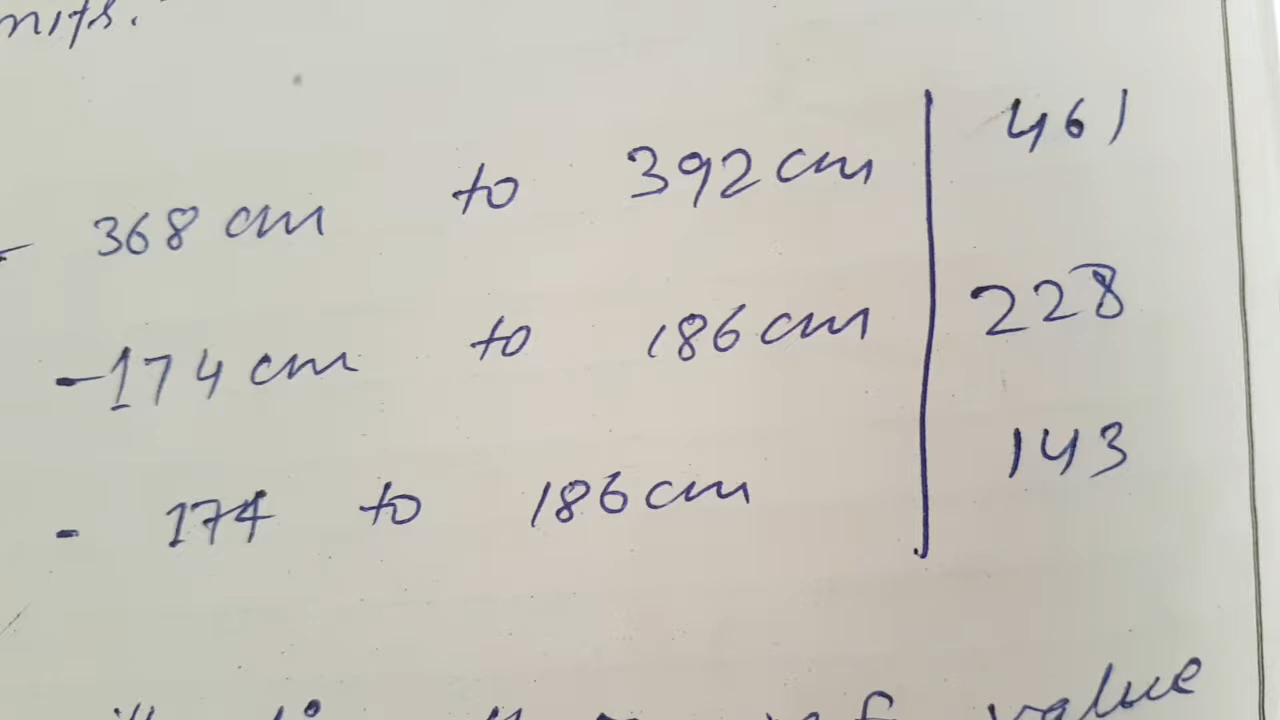 - 368 cm to 392 cm | 461
- 174 cm to 186 cm | 228
- 174 to 186 cm | 143
value